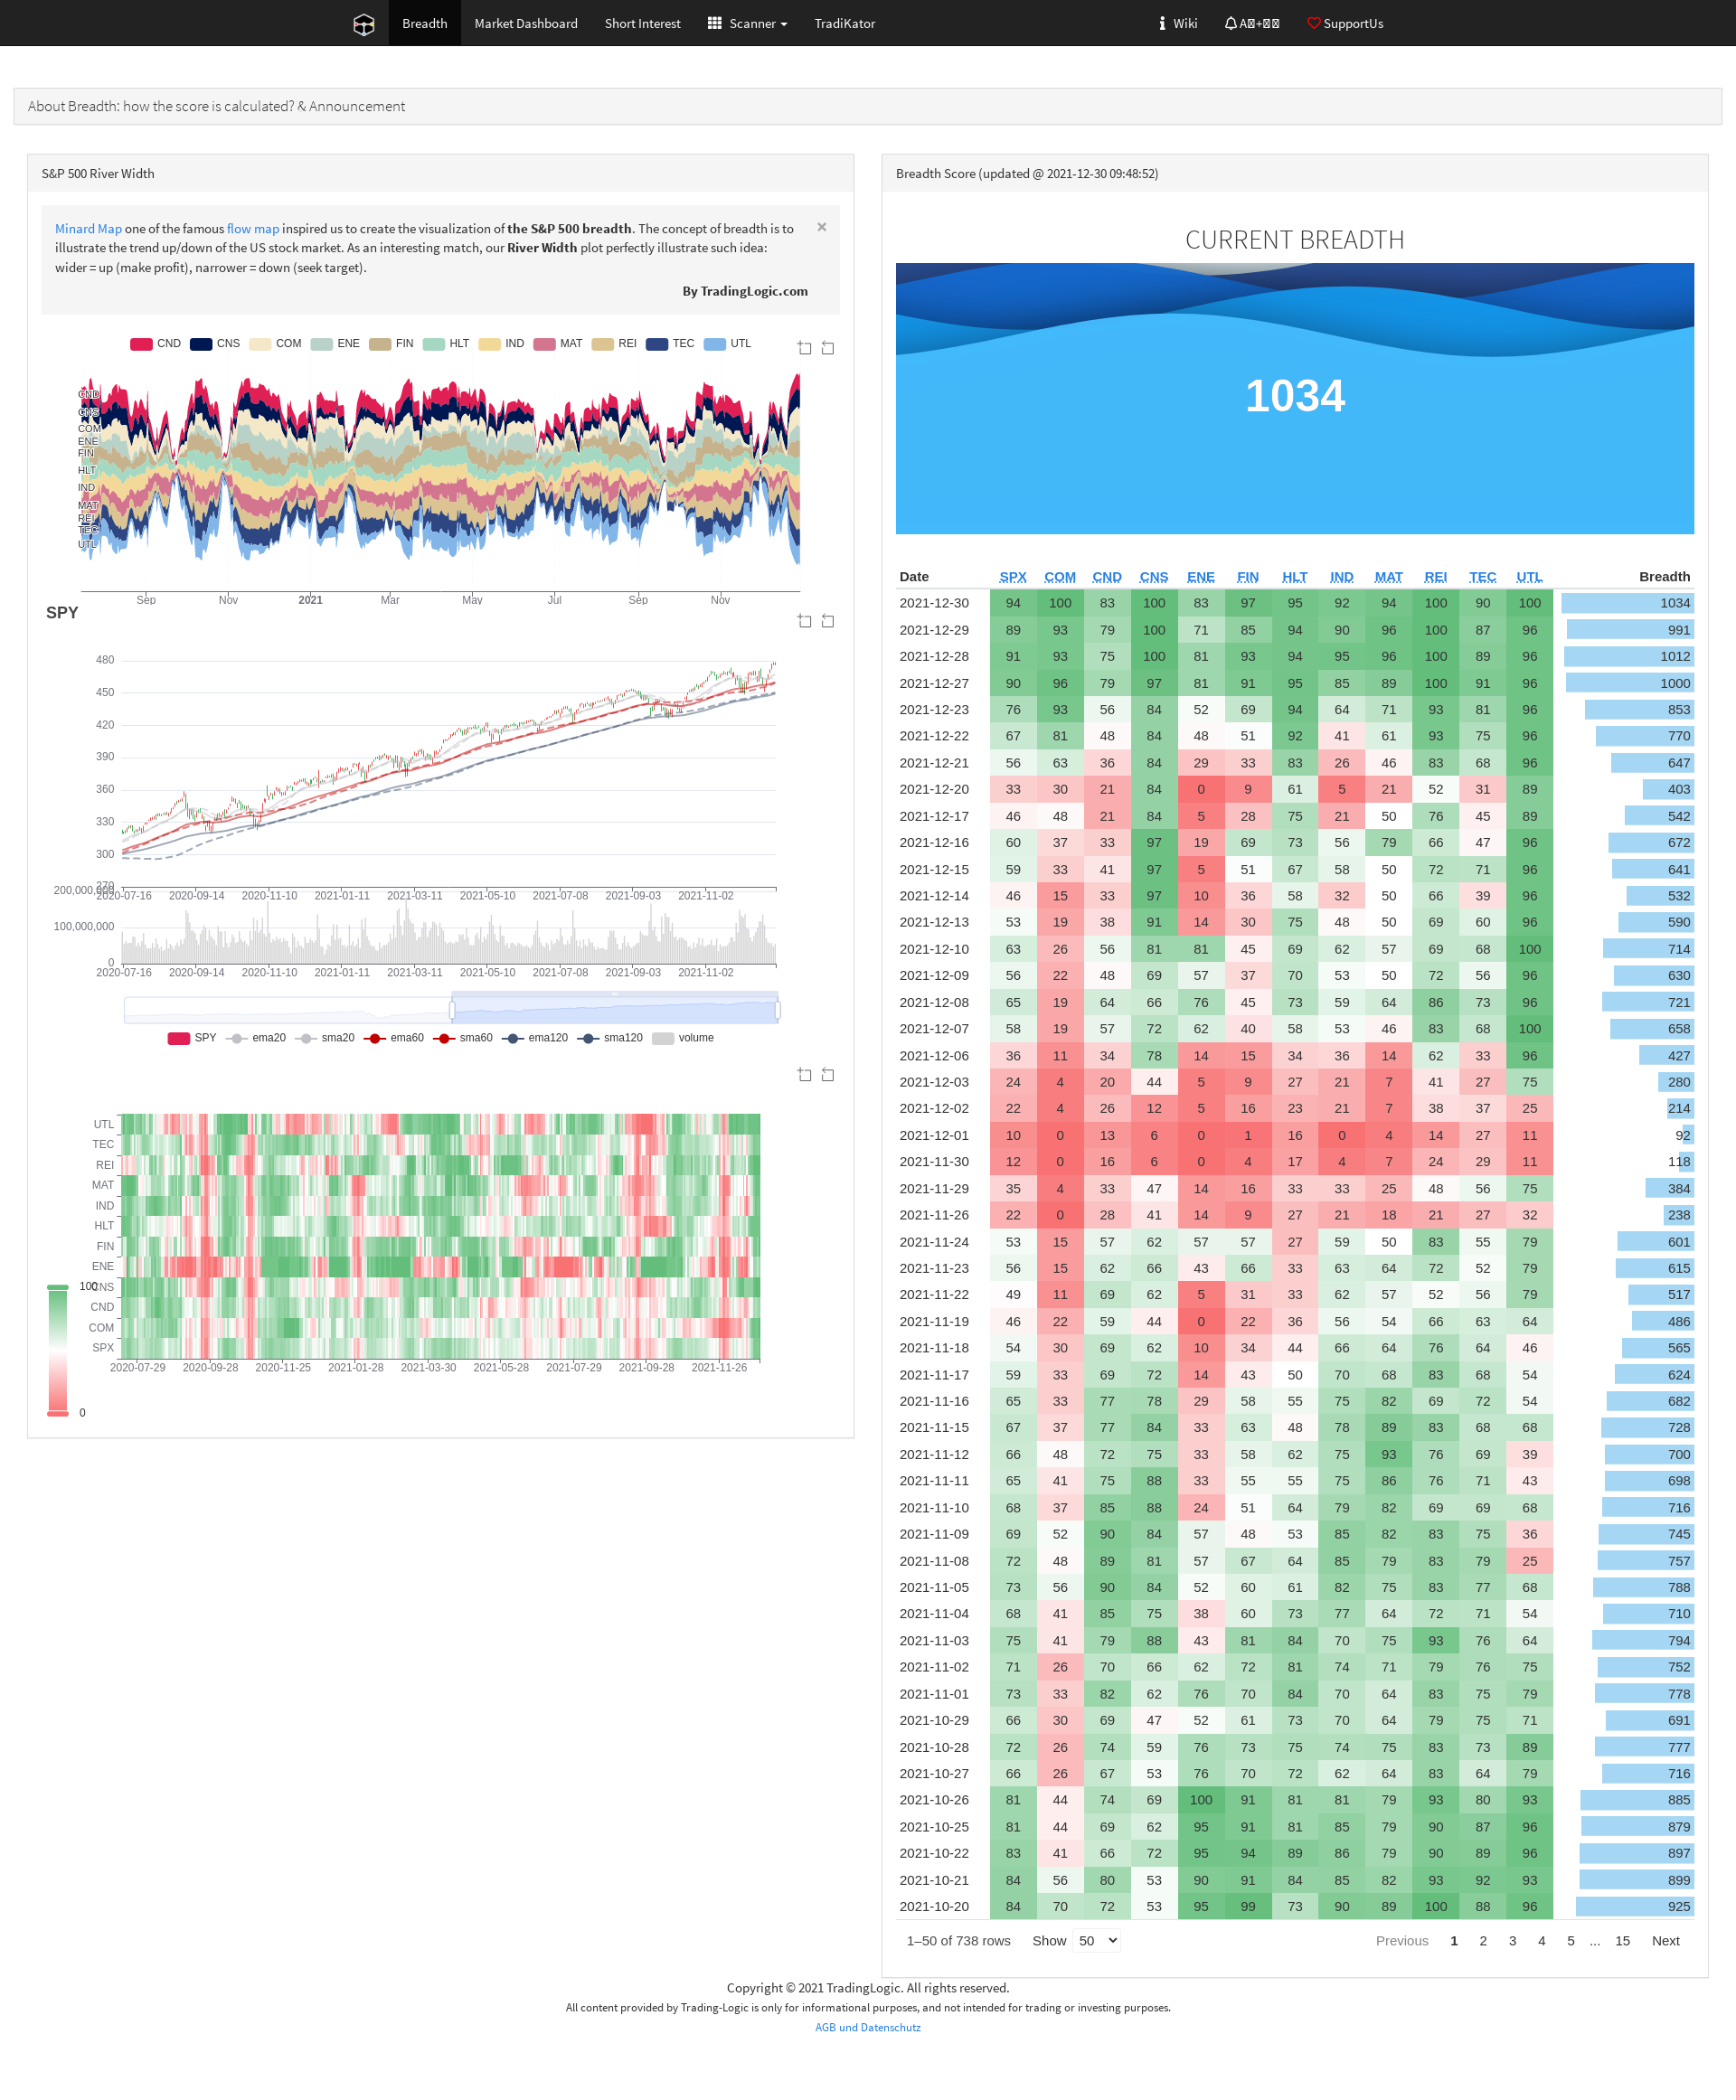 Breadth Market Dashboard Short Interest Scanner TradiKator Wiki SupportUs
About Breadth: how the score is calculated? & Announcement
S&P 500 River Width
Minard Map one of the famous flow map inspired us to create the visualization of the S&P 500 breadth. The concept of breadth is to
illustrate the trend up/down of the US stock market. As an interesting match, our River Width plot perfectly illustrate such idea:
wider = up (make profit), narrower = down (seek target).
×
By TradingLogic.com
CND CNS COM ENE FIN HLT IND MAT REI TEC UTL
CND
CNS
COM
ENE
FIN
HLT
IND
MAT
REI
TEC
UTL
Sep Nov 2021 Mar May Jul Sep Nov
SPY
480
450
420
390
360
330
300
270
2020-07-16 2020-09-14 2020-11-10 2021-01-11 2021-03-11 2021-05-10 2021-07-08 2021-09-03 2021-11-02
200,000,000
100,000,000
0
2020-07-16 2020-09-14 2020-11-10 2021-01-11 2021-03-11 2021-05-10 2021-07-08 2021-09-03 2021-11-02
SPY ema20 sma20 ema60 sma60 ema120 sma120 volume
UTL
TEC
REI
MAT
IND
HLT
FIN
ENE
CNS
CND
COM
SPX
2020-07-29 2020-09-28 2020-11-25 2021-01-28 2021-03-30 2021-05-28 2021-07-29 2021-09-28 2021-11-26
100
0
Breadth Score (updated @ 2021-12-30 09:48:52)
CURRENT BREADTH
1034
Date SPX COM CND CNS ENE FIN HLT IND MAT REI TEC UTL Breadth
2021-12-30 94 100 83 100 83 97 95 92 94 100 90 100 1034
2021-12-29 89 93 79 100 71 85 94 90 96 100 87 96 991
2021-12-28 91 93 75 100 81 93 94 95 96 100 89 96 1012
2021-12-27 90 96 79 97 81 91 95 85 89 100 91 96 1000
2021-12-23 76 93 56 84 52 69 94 64 71 93 81 96 853
2021-12-22 67 81 48 84 48 51 92 41 61 93 75 96 770
2021-12-21 56 63 36 84 29 33 83 26 46 83 68 96 647
2021-12-20 33 30 21 84 0 9 61 5 21 52 31 89 403
2021-12-17 46 48 21 84 5 28 75 21 50 76 45 89 542
2021-12-16 60 37 33 97 19 69 73 56 79 66 47 96 672
2021-12-15 59 33 41 97 5 51 67 58 50 72 71 96 641
2021-12-14 46 15 33 97 10 36 58 32 50 66 39 96 532
2021-12-13 53 19 38 91 14 30 75 48 50 69 60 96 590
2021-12-10 63 26 56 81 81 45 69 62 57 69 68 100 714
2021-12-09 56 22 48 69 57 37 70 53 50 72 56 96 630
2021-12-08 65 19 64 66 76 45 73 59 64 86 73 96 721
2021-12-07 58 19 57 72 62 40 58 53 46 83 68 100 658
2021-12-06 36 11 34 78 14 15 34 36 14 62 33 96 427
2021-12-03 24 4 20 44 5 9 27 21 7 41 27 75 280
2021-12-02 22 4 26 12 5 16 23 21 7 38 37 25 214
2021-12-01 10 0 13 6 0 1 16 0 4 14 27 11 92
2021-11-30 12 0 16 6 0 4 17 4 7 24 29 11 118
2021-11-29 35 4 33 47 14 16 33 33 25 48 56 75 384
2021-11-26 22 0 28 41 14 9 27 21 18 21 27 32 238
2021-11-24 53 15 57 62 57 57 27 59 50 83 55 79 601
2021-11-23 56 15 62 66 43 66 33 63 64 72 52 79 615
2021-11-22 49 11 69 62 5 31 33 62 57 52 56 79 517
2021-11-19 46 22 59 44 0 22 36 56 54 66 63 64 486
2021-11-18 54 30 69 62 10 34 44 66 64 76 64 46 565
2021-11-17 59 33 69 72 14 43 50 70 68 83 68 54 624
2021-11-16 65 33 77 78 29 58 55 75 82 69 72 54 682
2021-11-15 67 37 77 84 33 63 48 78 89 83 68 68 728
2021-11-12 66 48 72 75 33 58 62 75 93 76 69 39 700
2021-11-11 65 41 75 88 33 55 55 75 86 76 71 43 698
2021-11-10 68 37 85 88 24 51 64 79 82 69 69 68 716
2021-11-09 69 52 90 84 57 48 53 85 82 83 75 36 745
2021-11-08 72 48 89 81 57 67 64 85 79 83 79 25 757
2021-11-05 73 56 90 84 52 60 61 82 75 83 77 68 788
2021-11-04 68 41 85 75 38 60 73 77 64 72 71 54 710
2021-11-03 75 41 79 88 43 81 84 70 75 93 76 64 794
2021-11-02 71 26 70 66 62 72 81 74 71 79 76 75 752
2021-11-01 73 33 82 62 76 70 84 70 64 83 75 79 778
2021-10-29 66 30 69 47 52 61 73 70 64 79 75 71 691
2021-10-28 72 26 74 59 76 73 75 74 75 83 73 89 777
2021-10-27 66 26 67 53 76 70 72 62 64 83 64 79 716
2021-10-26 81 44 74 69 100 91 81 81 79 93 80 93 885
2021-10-25 81 44 69 62 95 91 81 85 79 90 87 96 879
2021-10-22 83 41 66 72 95 94 89 86 79 90 89 96 897
2021-10-21 84 56 80 53 90 91 84 85 82 93 92 93 899
2021-10-20 84 70 72 53 95 99 73 90 89 100 88 96 925
1–50 of 738 rows Show 50 Previous 1 2 3 4 5 ... 15 Next
Copyright © 2021 TradingLogic. All rights reserved.
All content provided by Trading-Logic is only for informational purposes, and not intended for trading or investing purposes.
AGB und Datenschutz